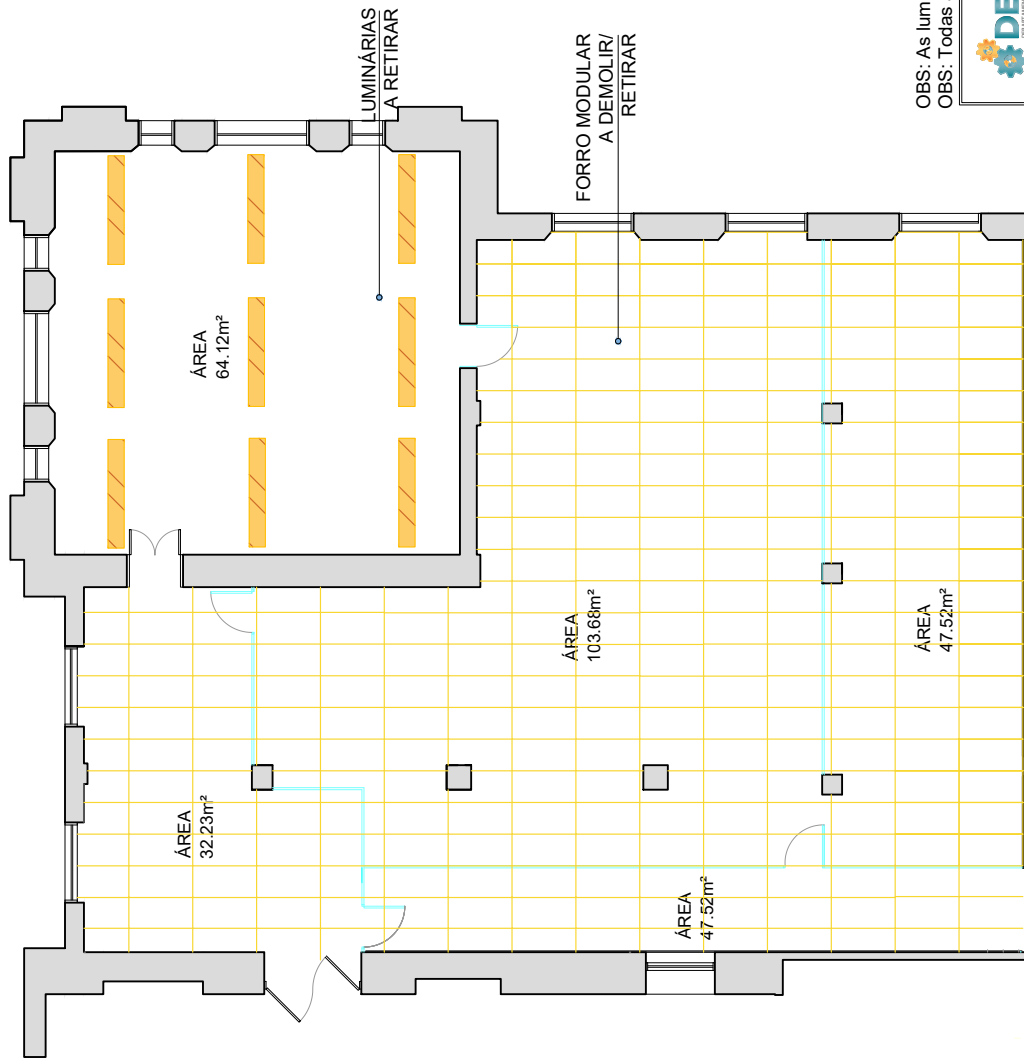 LUMINÁRIAS
A RETIRAR
FORRO MODULAR
A DEMOLIR/
RETIRAR
OBS: As lum
OBS: Todas
DE
ÁREA
64.12m²
ÁREA
103.68m²
ÁREA
47.52m²
ÁREA
32.23m²
ÁREA
47.52m²